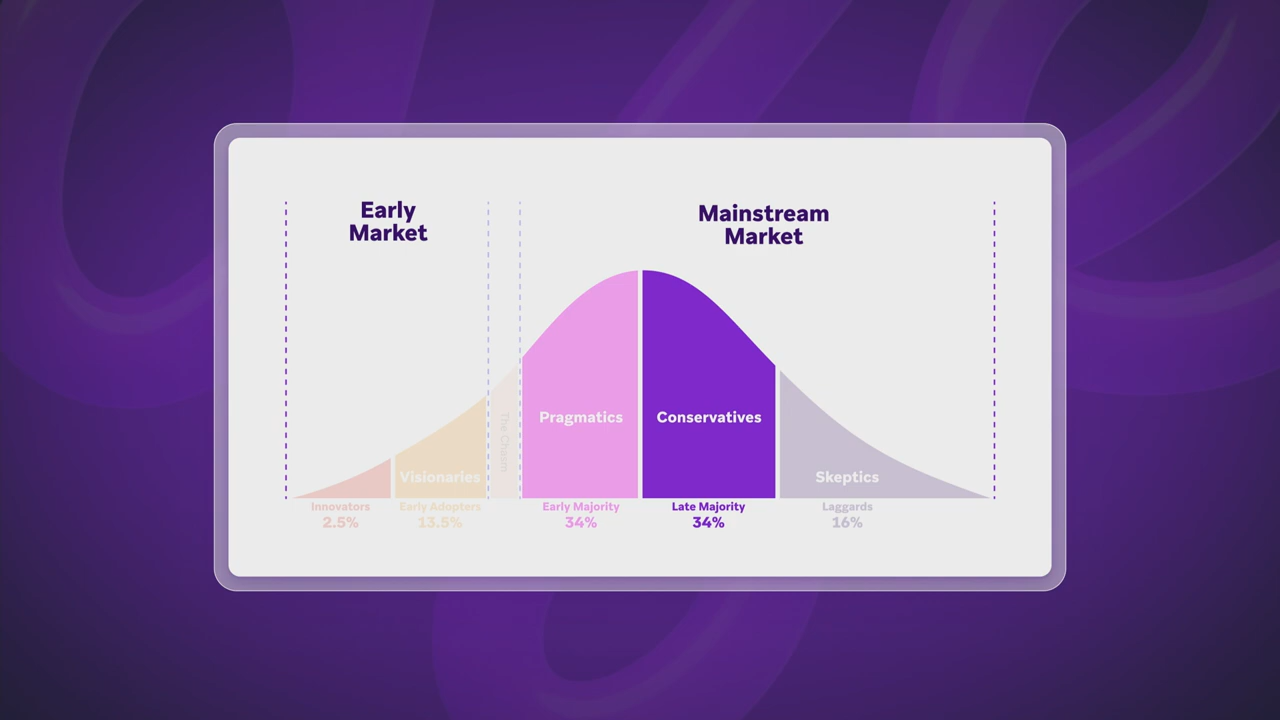 Early
Market
Mainstream
Market
Pragmatics
Conservatives
The Chasm
Visionaries
Skeptics
Innovators
2.5%
Early Adopters
13.5%
Early Majority
34%
Late Majority
34%
Laggards
16%